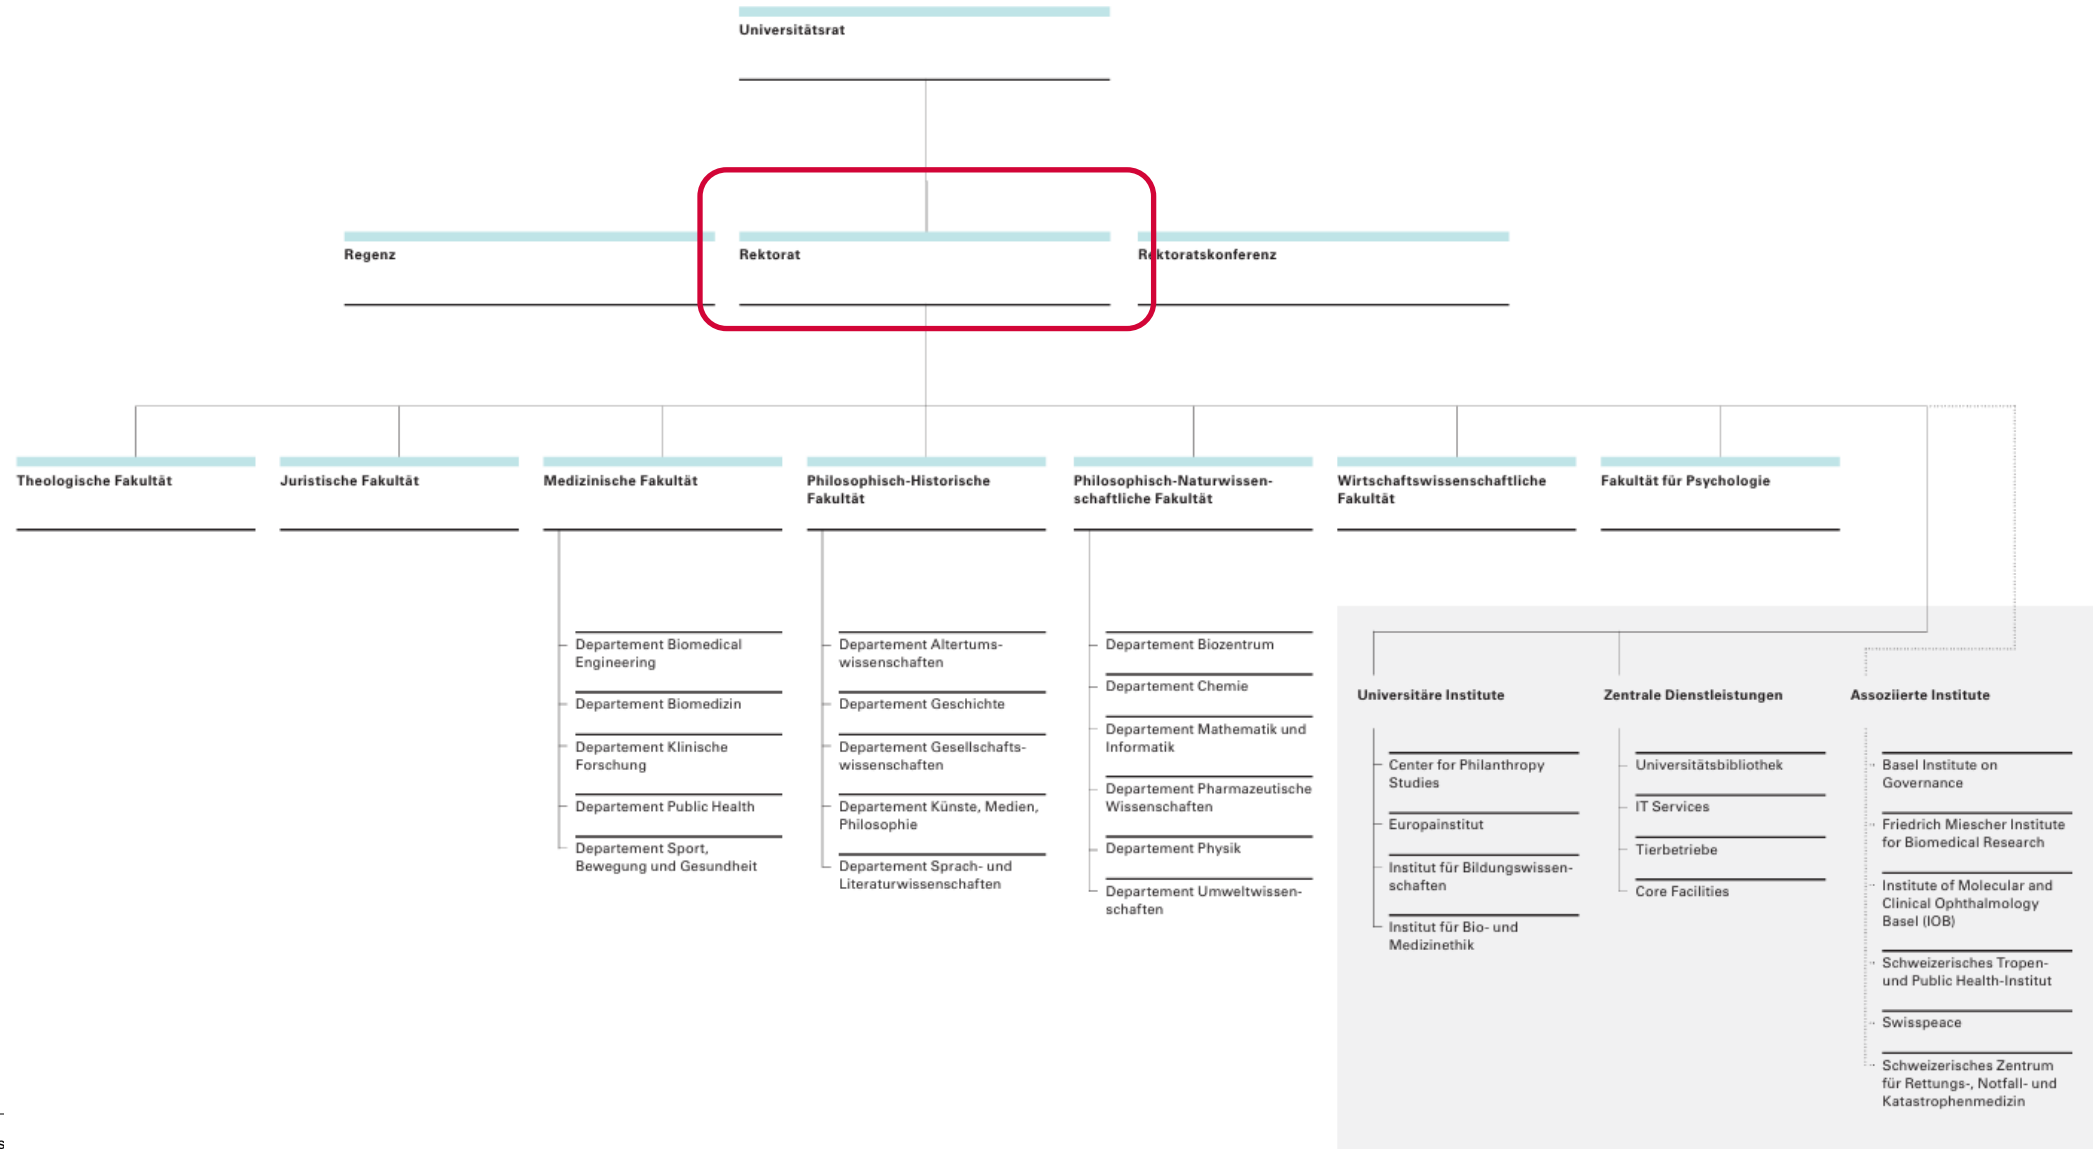 Universitätsrat
Regenz
Rektorat
Rektoratskonferenz
Theologische Fakultät
Juristische Fakultät
Medizinische Fakultät
Philosophisch-Historische
Fakultät
Philosophisch-Naturwissen-
schaftliche Fakultät
Wirtschaftswissenschaftliche
Fakultät
Fakultät für Psychologie
Departement Biomedical
Engineering
Departement Biomedizin
Departement Klinische
Forschung
Departement Public Health
Departement Sport,
Bewegung und Gesundheit
Departement Altertums-
wissenschaften
Departement Geschichte
Departement Gesellschafts-
wissenschaften
Departement Künste, Medien,
Philosophie
Departement Sprach- und
Literaturwissenschaften
Departement Biozentrum
Departement Chemie
Departement Mathematik und
Informatik
Departement Pharmazeutische
Wissenschaften
Departement Physik
Departement Umweltwissen-
schaften
Universitäre Institute
Center for Philanthropy
Studies
Europainstitut
Institut für Bildungswissen-
schaften
Institut für Bio- und
Medizinethik
Zentrale Dienstleistungen
Universitätsbibliothek
IT Services
Tierbetriebe
Core Facilities
Assoziierte Institute
Basel Institute on
Governance
Friedrich Miescher Institute
for Biomedical Research
Institute of Molecular and
Clinical Ophthalmology
Basel (IOB)
Schweizerisches Tropen-
und Public Health-Institut
Swisspeace
Schweizerisches Zentrum
für Rettungs-, Notfall- und
Katastrophenmedizin